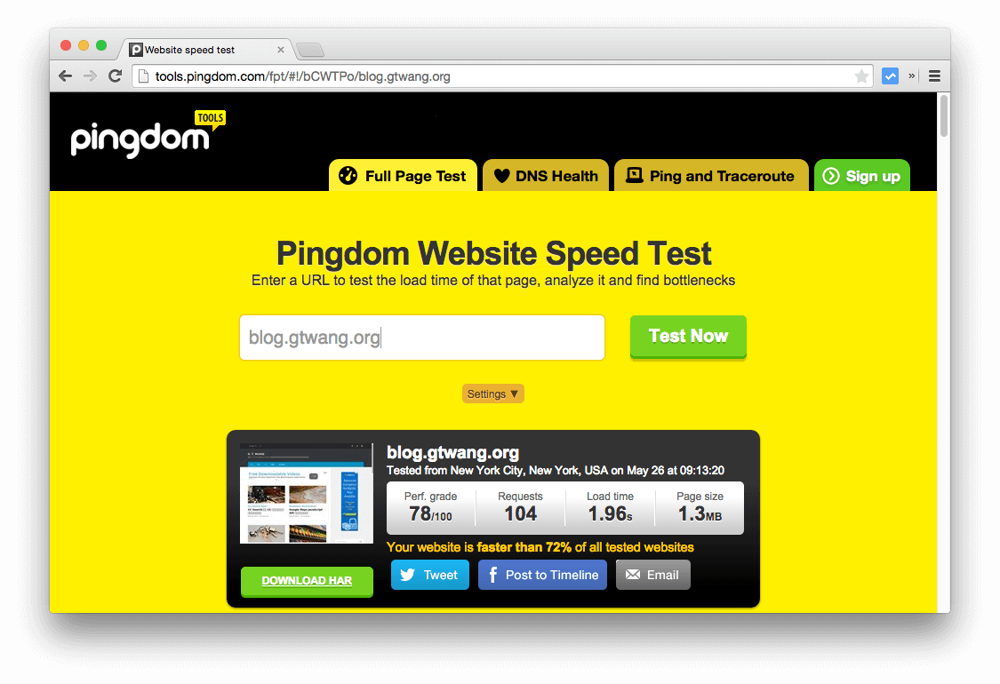 Website speed test
tools.pingdom.com/fpt/#!/bCWTPo/blog.gtwang.org
»
pingdom
TOOLS
Full Page Test
DNS Health
Ping and Traceroute
Sign up
Pingdom Website Speed Test
Enter a URL to test the load time of that page, analyze it and find bottlenecks
blog.gtwang.org
Test Now
Settings ▼
blog.gtwang.org
Tested from New York City, New York, USA on May 26 at 09:13:20
Perf. grade Requests Load time Page size
78/100 104 1.96s 1.3MB
Your website is faster than 72% of all tested websites
Tweet
Post to Timeline
Email
Free Downloadable Videos
DOWNLOAD HAR